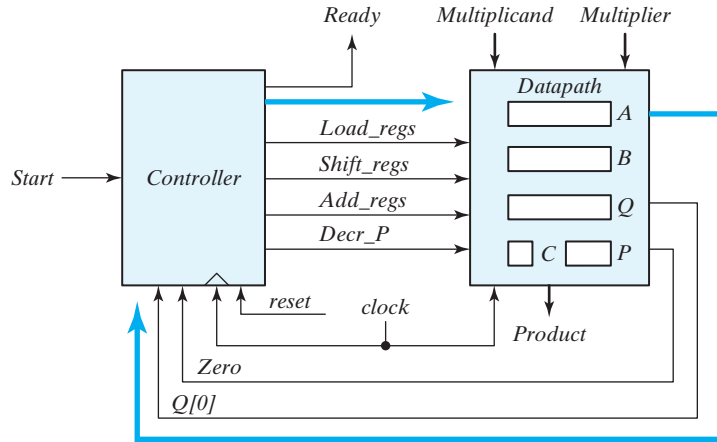 Ready
Multiplicand
Multiplier
Datapath
A
Load_regs
B
Shift_regs
Start
Controller
Add_regs
Q
Decr_P
C
P
reset
clock
Product
Zero
Q[0]